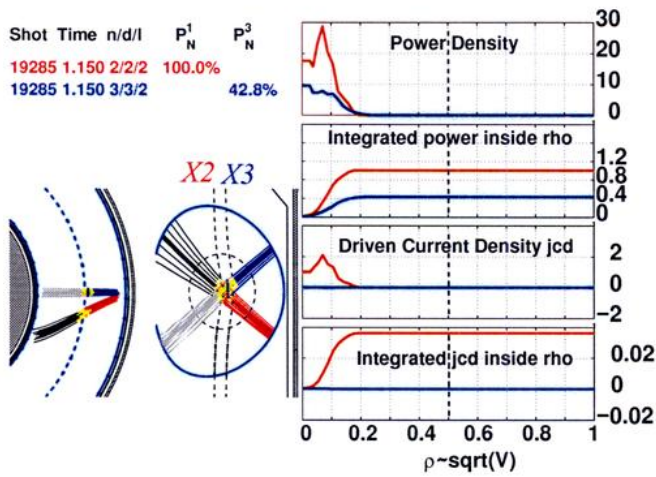 Shot Time n/d/l P_N^1 P_N^3
19285 1.150 2/2/2 100.0%
19285 1.150 3/3/2 42.8%
X2 X3
Power Density
30
20
10
0
Integrated power inside rho
1.2
0.8
0.4
0
Driven Current Density jcd
2
0
−2
Integrated jcd inside rho
0.02
0
−0.02
0 0.2 0.4 0.6 0.8 1
ρ~sqrt(V)